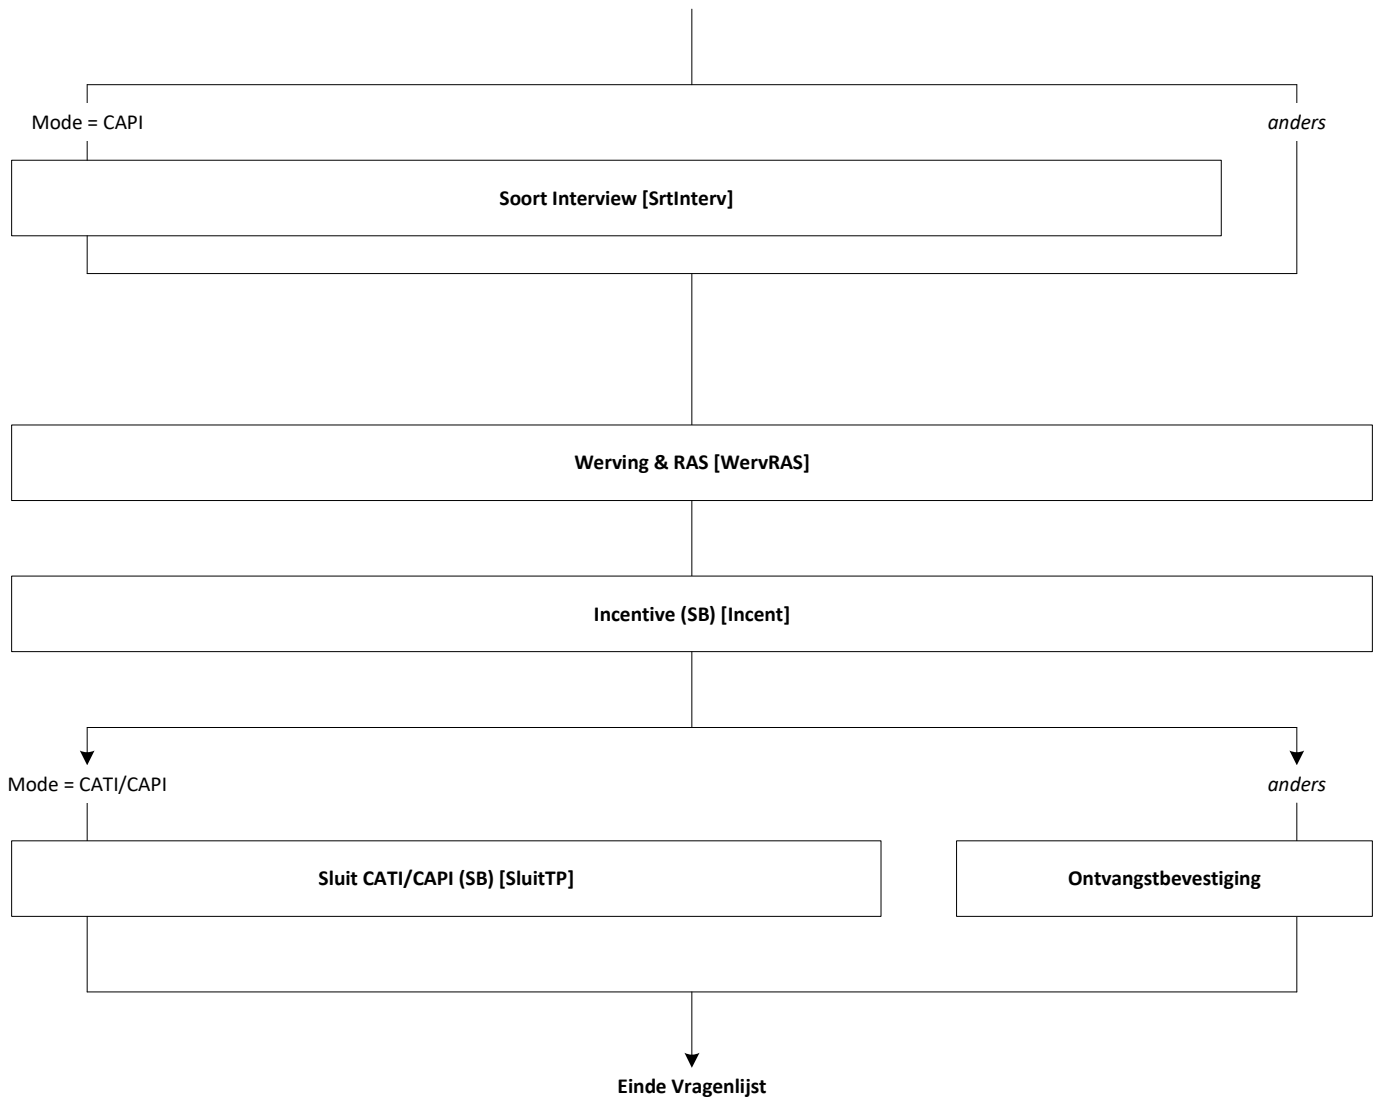 Mode = CAPI
anders
Soort Interview [SrtInterv]
Werving & RAS [WervRAS]
Incentive (SB) [Incent]
Mode = CATI/CAPI
anders
Sluit CATI/CAPI (SB) [SluitTP]
Ontvangstbevestiging
Einde Vragenlijst